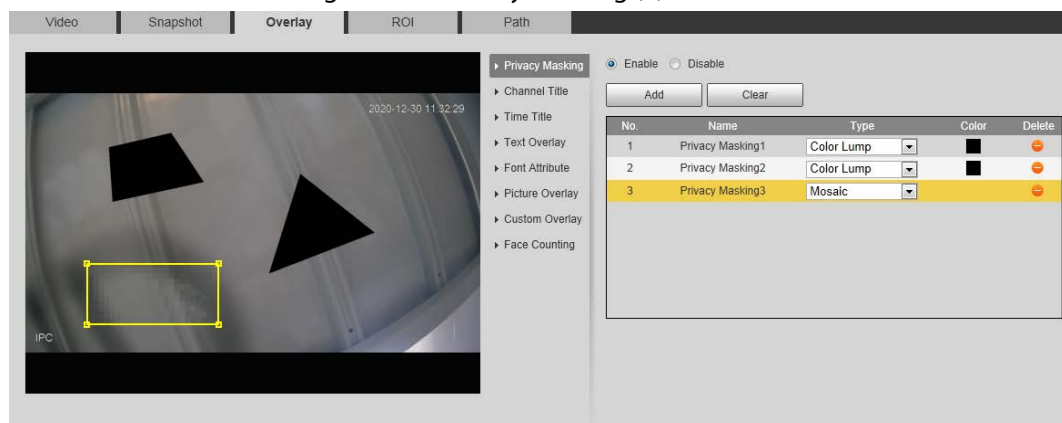 Video Snapshot Overlay ROI Path
2020-12-30 11:32:29
IPC
Privacy Masking
Channel Title
Time Title
Text Overlay
Font Attribute
Picture Overlay
Custom Overlay
Face Counting
Enable Disable
Add Clear
No. Name Type Color Delete
1 Privacy Masking1 Color Lump
2 Privacy Masking2 Color Lump
3 Privacy Masking3 Mosaic